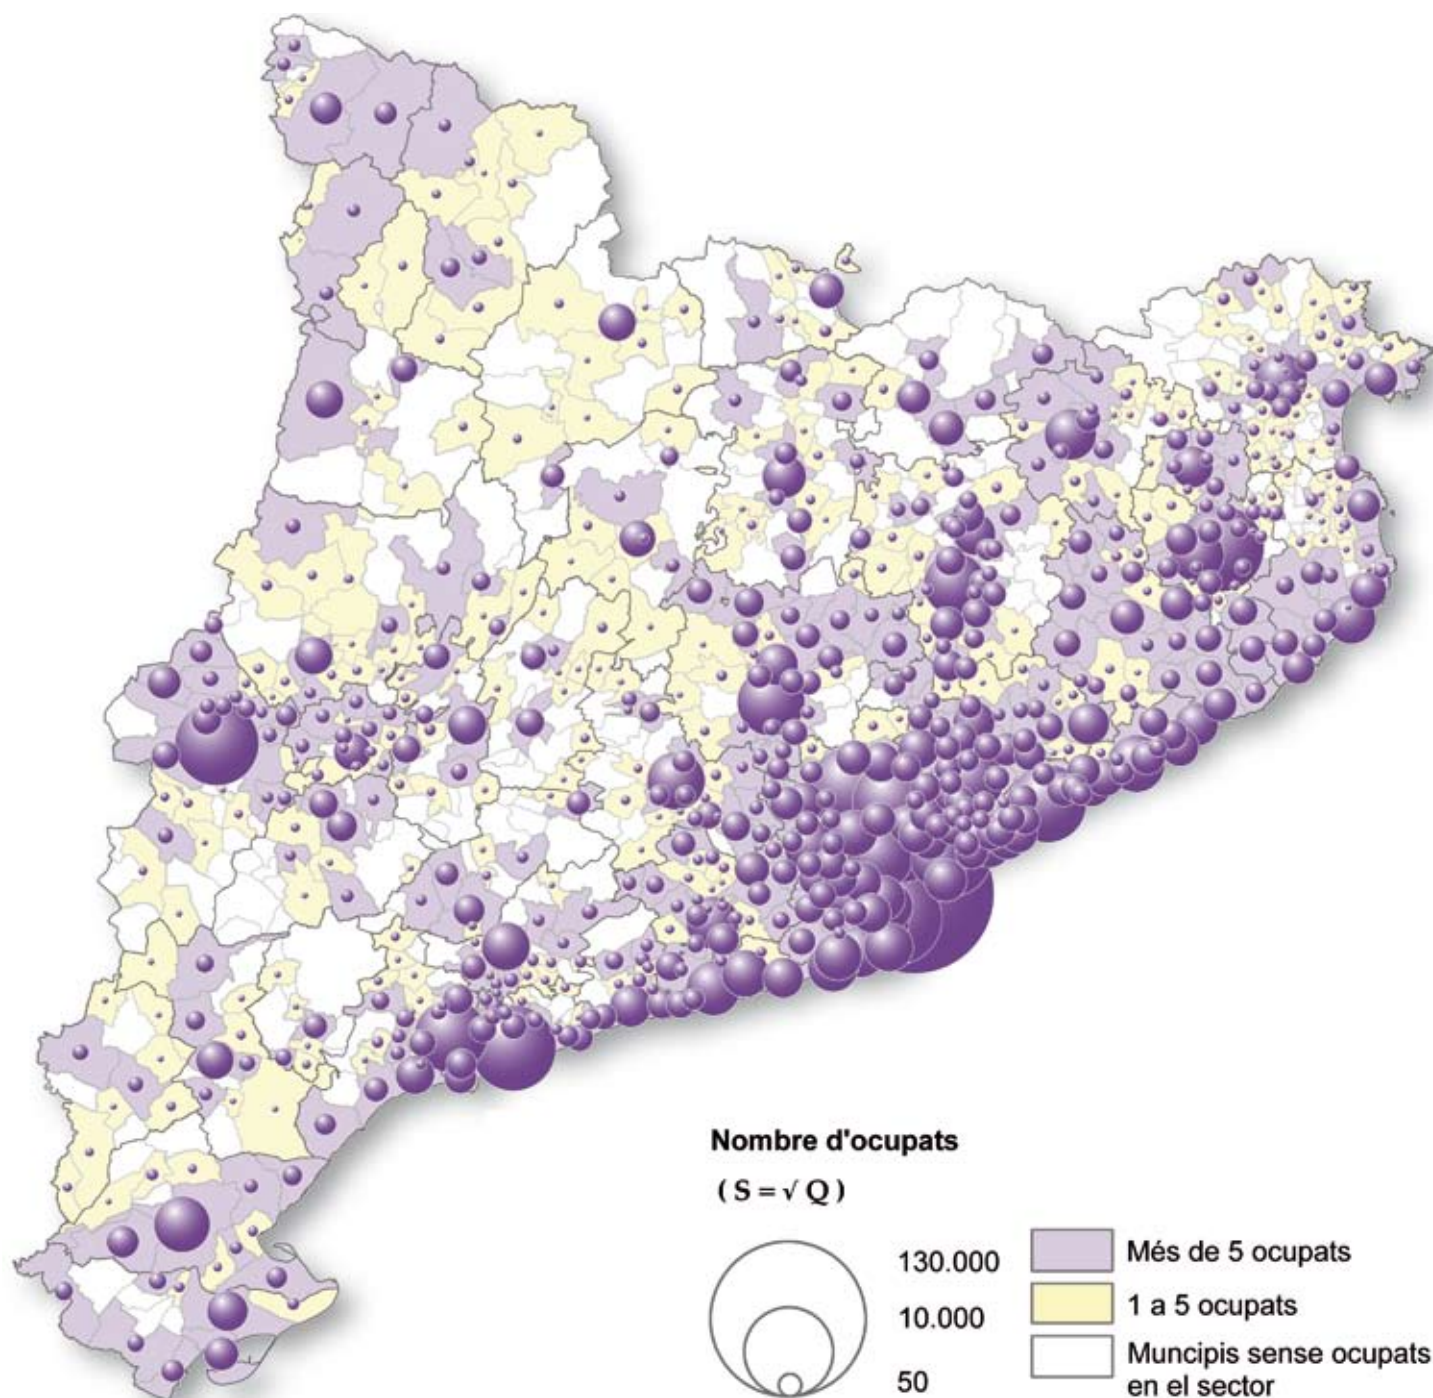 Nombre d'ocupats
( S = √ Q )
130.000
10.000
50
Més de 5 ocupats
1 a 5 ocupats
Muncipis sense ocupats
en el sector